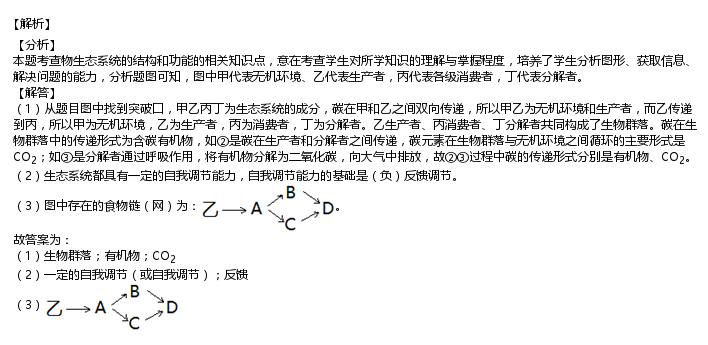 【解析】
【分析】
本题考查物生态系统的结构和功能的相关知识点，意在考查学生对所学知识的理解与掌握程度，培养了学生分析图形、获取信息、
解决问题的能力，分析题图可知，图中甲代表无机环境、乙代表生产者，丙代表各级消费者，丁代表分解者。
【解答】
（1）从题目图中找到突破口，甲乙丙丁为生态系统的成分，碳在甲和乙之间双向传递，所以甲乙为无机环境和生产者，而乙传递
到丙，所以甲为无机环境，乙为生产者，丙为消费者，丁为分解者。乙生产者、丙消费者、丁分解者共同构成了生物群落。碳在生
物群落中的传递形式为含碳有机物，如②是碳在生产者和分解者之间传递，碳元素在生物群落与无机环境之间循环的主要形式是
CO₂；如③是分解者通过呼吸作用，将有机物分解为二氧化碳，向大气中排放，故②③过程中碳的传递形式分别是有机物、CO₂。
（2）生态系统都具有一定的自我调节能力，自我调节能力的基础是（负）反馈调节。
（3）图中存在的食物链（网）为：乙 A B C D。
故答案为：
（1）生物群落；有机物；CO₂
（2）一定的自我调节（或自我调节）；反馈
（3）乙 A B C D